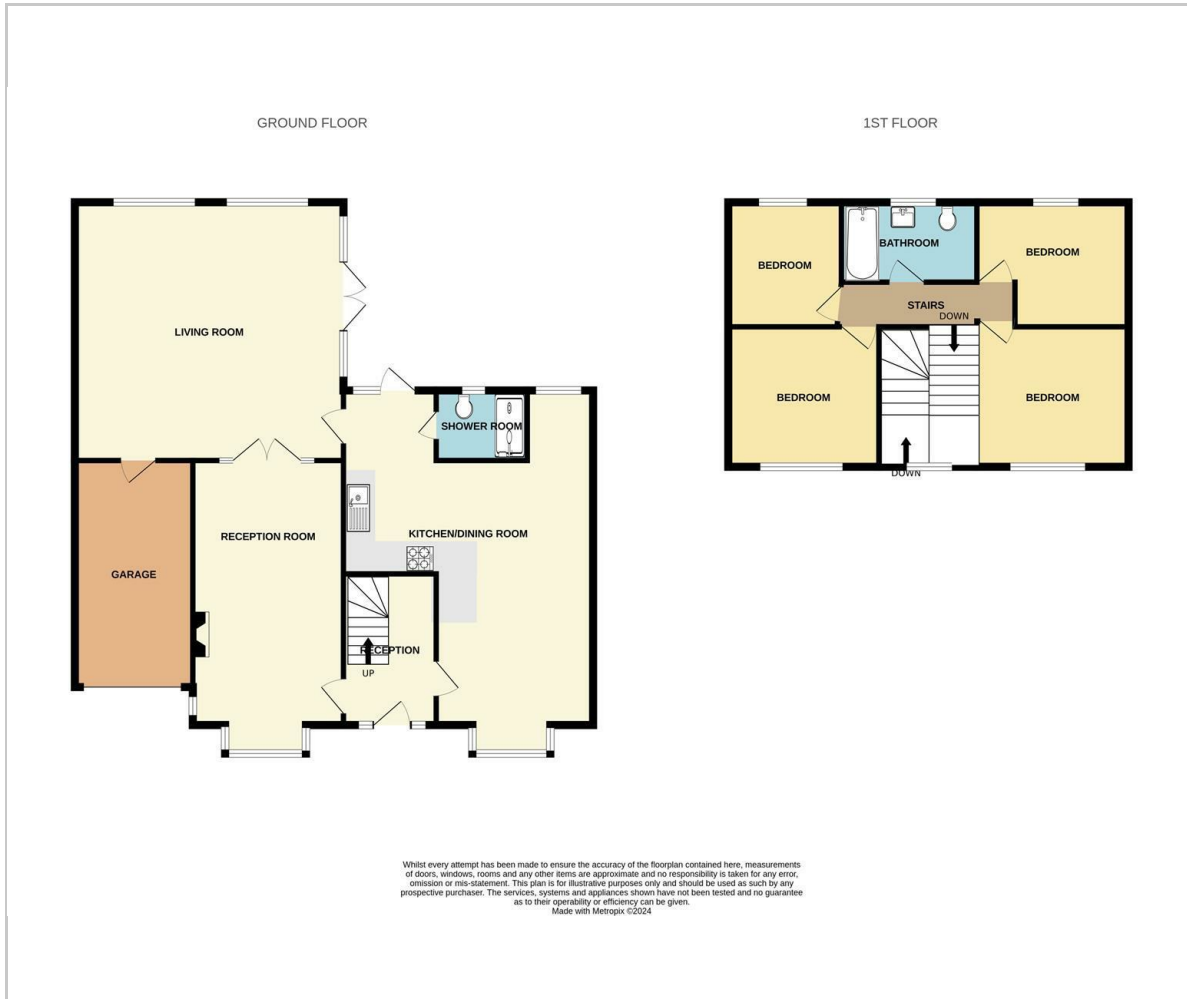 GROUND FLOOR
LIVING ROOM
SHOWER ROOM
RECEPTION ROOM
KITCHEN/DINING ROOM
GARAGE
RECEPTION
UP
1ST FLOOR
BATHROOM
BEDROOM
BEDROOM
STAIRS
DOWN
BEDROOM
BEDROOM
DOWN
Whilst every attempt has been made to ensure the accuracy of the floorplan contained here, measurements
of doors, windows, rooms and any other items are approximate and no responsibility is taken for any error,
omission or mis-statement. This plan is for illustrative purposes only and should be used as such by any
prospective purchaser. The services, systems and appliances shown have not been tested and no guarantee
as to their operability or efficiency can be given.
Made with Metropix ©2024